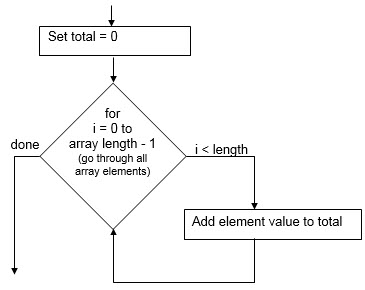 Set total = 0
for
i = 0 to
array length - 1
(go through all
array elements)
done
i < length
Add element value to total